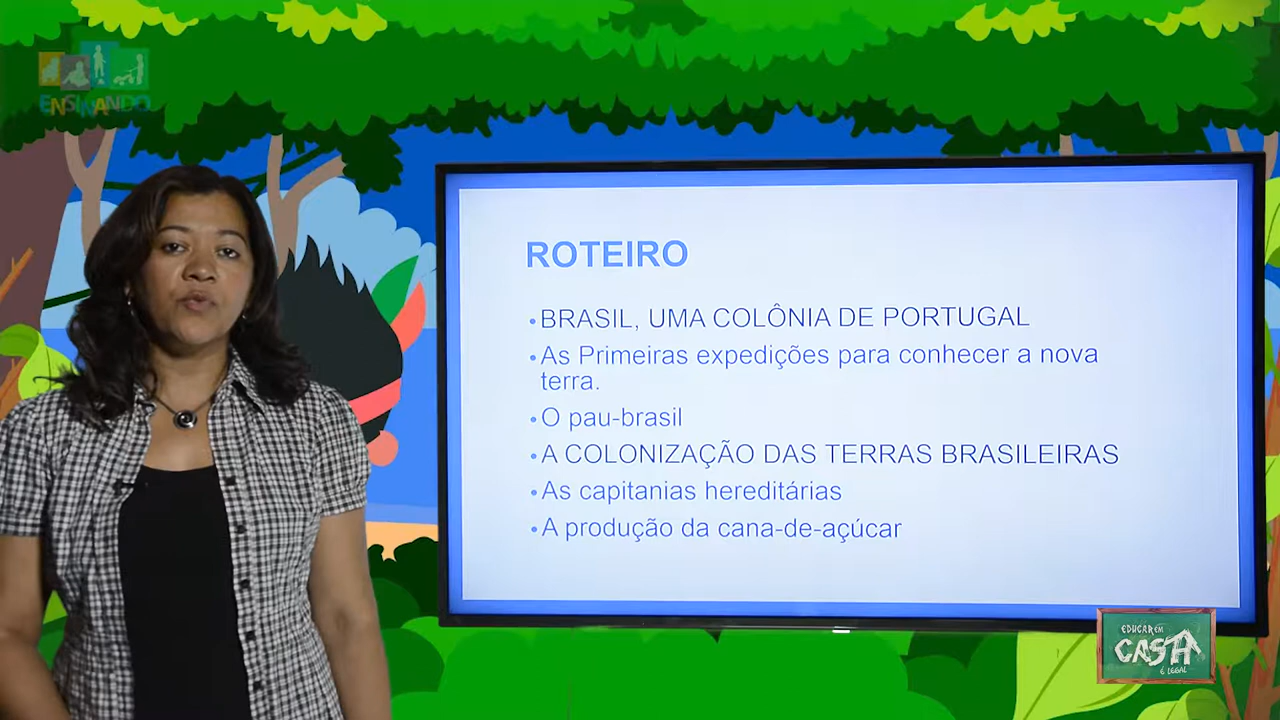 ENSINANDO
ROTEIRO
•BRASIL, UMA COLÔNIA DE PORTUGAL
•As Primeiras expedições para conhecer a nova
terra.
•O pau-brasil
•A COLONIZAÇÃO DAS TERRAS BRASILEIRAS
•As capitanias hereditárias
•A produção da cana-de-açúcar
EDUCAR EM
CASA
É LEGAL